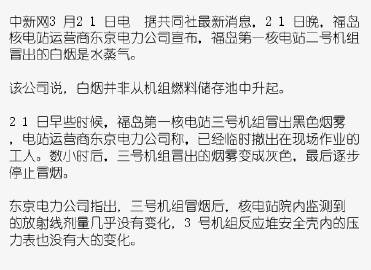 中新网3 月2 1 日电　据共同社最新消息，2 1 日晚，福岛
核电站运营商东京电力公司宣布，福岛第一核电站二号机组
冒出的白烟是水蒸气。
该公司说，白烟并非从机组燃料储存池中升起。
2 1 日早些时候，福岛第一核电站三号机组冒出黑色烟雾
，电站运营商东京电力公司称，已经临时撤出在现场作业的
工人。数小时后，三号机组冒出的烟雾变成灰色，最后逐步
停止冒烟。
东京电力公司指出，三号机组冒烟后，核电站院内监测到
的放射线剂量几乎没有变化，3 号机组反应堆安全壳内的压
力表也没有大的变化。